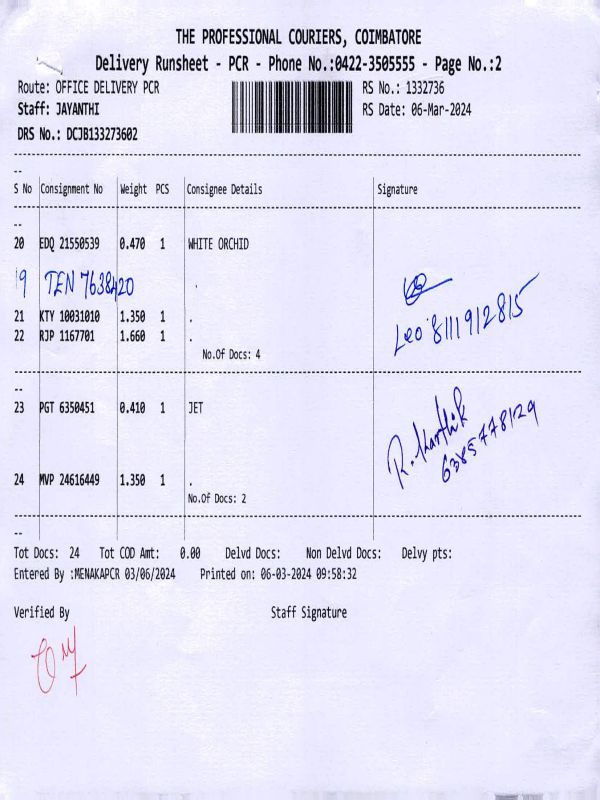 THE PROFESSIONAL COURIERS, COIMBATORE
Delivery Runsheet - PCR - Phone No.:0422-3505555 - Page No.:2
Route: OFFICE DELIVERY PCR RS No.: 1332736
Staff: JAYANTHI RS Date: 06-Mar-2024
DRS No.: DCJB133273602
S No Consignment No Weight PCS Consignee Details Signature
20 EDQ 21550539 0.470 1 WHITE ORCHID
19 TEN 7638420 .
21 KTY 10031010 1.350 1 .
22 RJP 1167701 1.660 1 .
Leo 8111912815
No.Of Docs: 4
23 PGT 6350451 0.410 1 JET
R. Karthik
6385778129
24 MVP 24616449 1.350 1 .
No.Of Docs: 2
Tot Docs: 24 Tot COD Amt: 0.00 Delvd Docs: Non Delvd Docs: Delvy pts:
Entered By :MENAKAPCR 03/06/2024 Printed on: 06-03-2024 09:58:32
Verified By Staff Signature